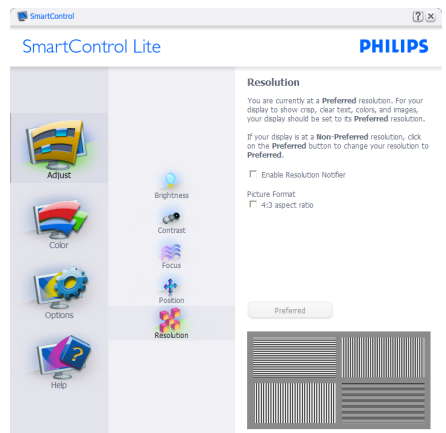 SmartControl
SmartControl Lite
PHILIPS
Adjust
Color
Options
Help
Brightness
Contrast
Focus
Position
Resolution
Resolution
You are currently at a Preferred resolution. For your
display to show crisp, clear text, colors, and images,
your display should be set to its Preferred resolution.
If your display is at a Non-Preferred resolution, click
on the Preferred button to change your resolution to
Preferred.
Enable Resolution Notifier
Picture Format
4:3 aspect ratio
Preferred